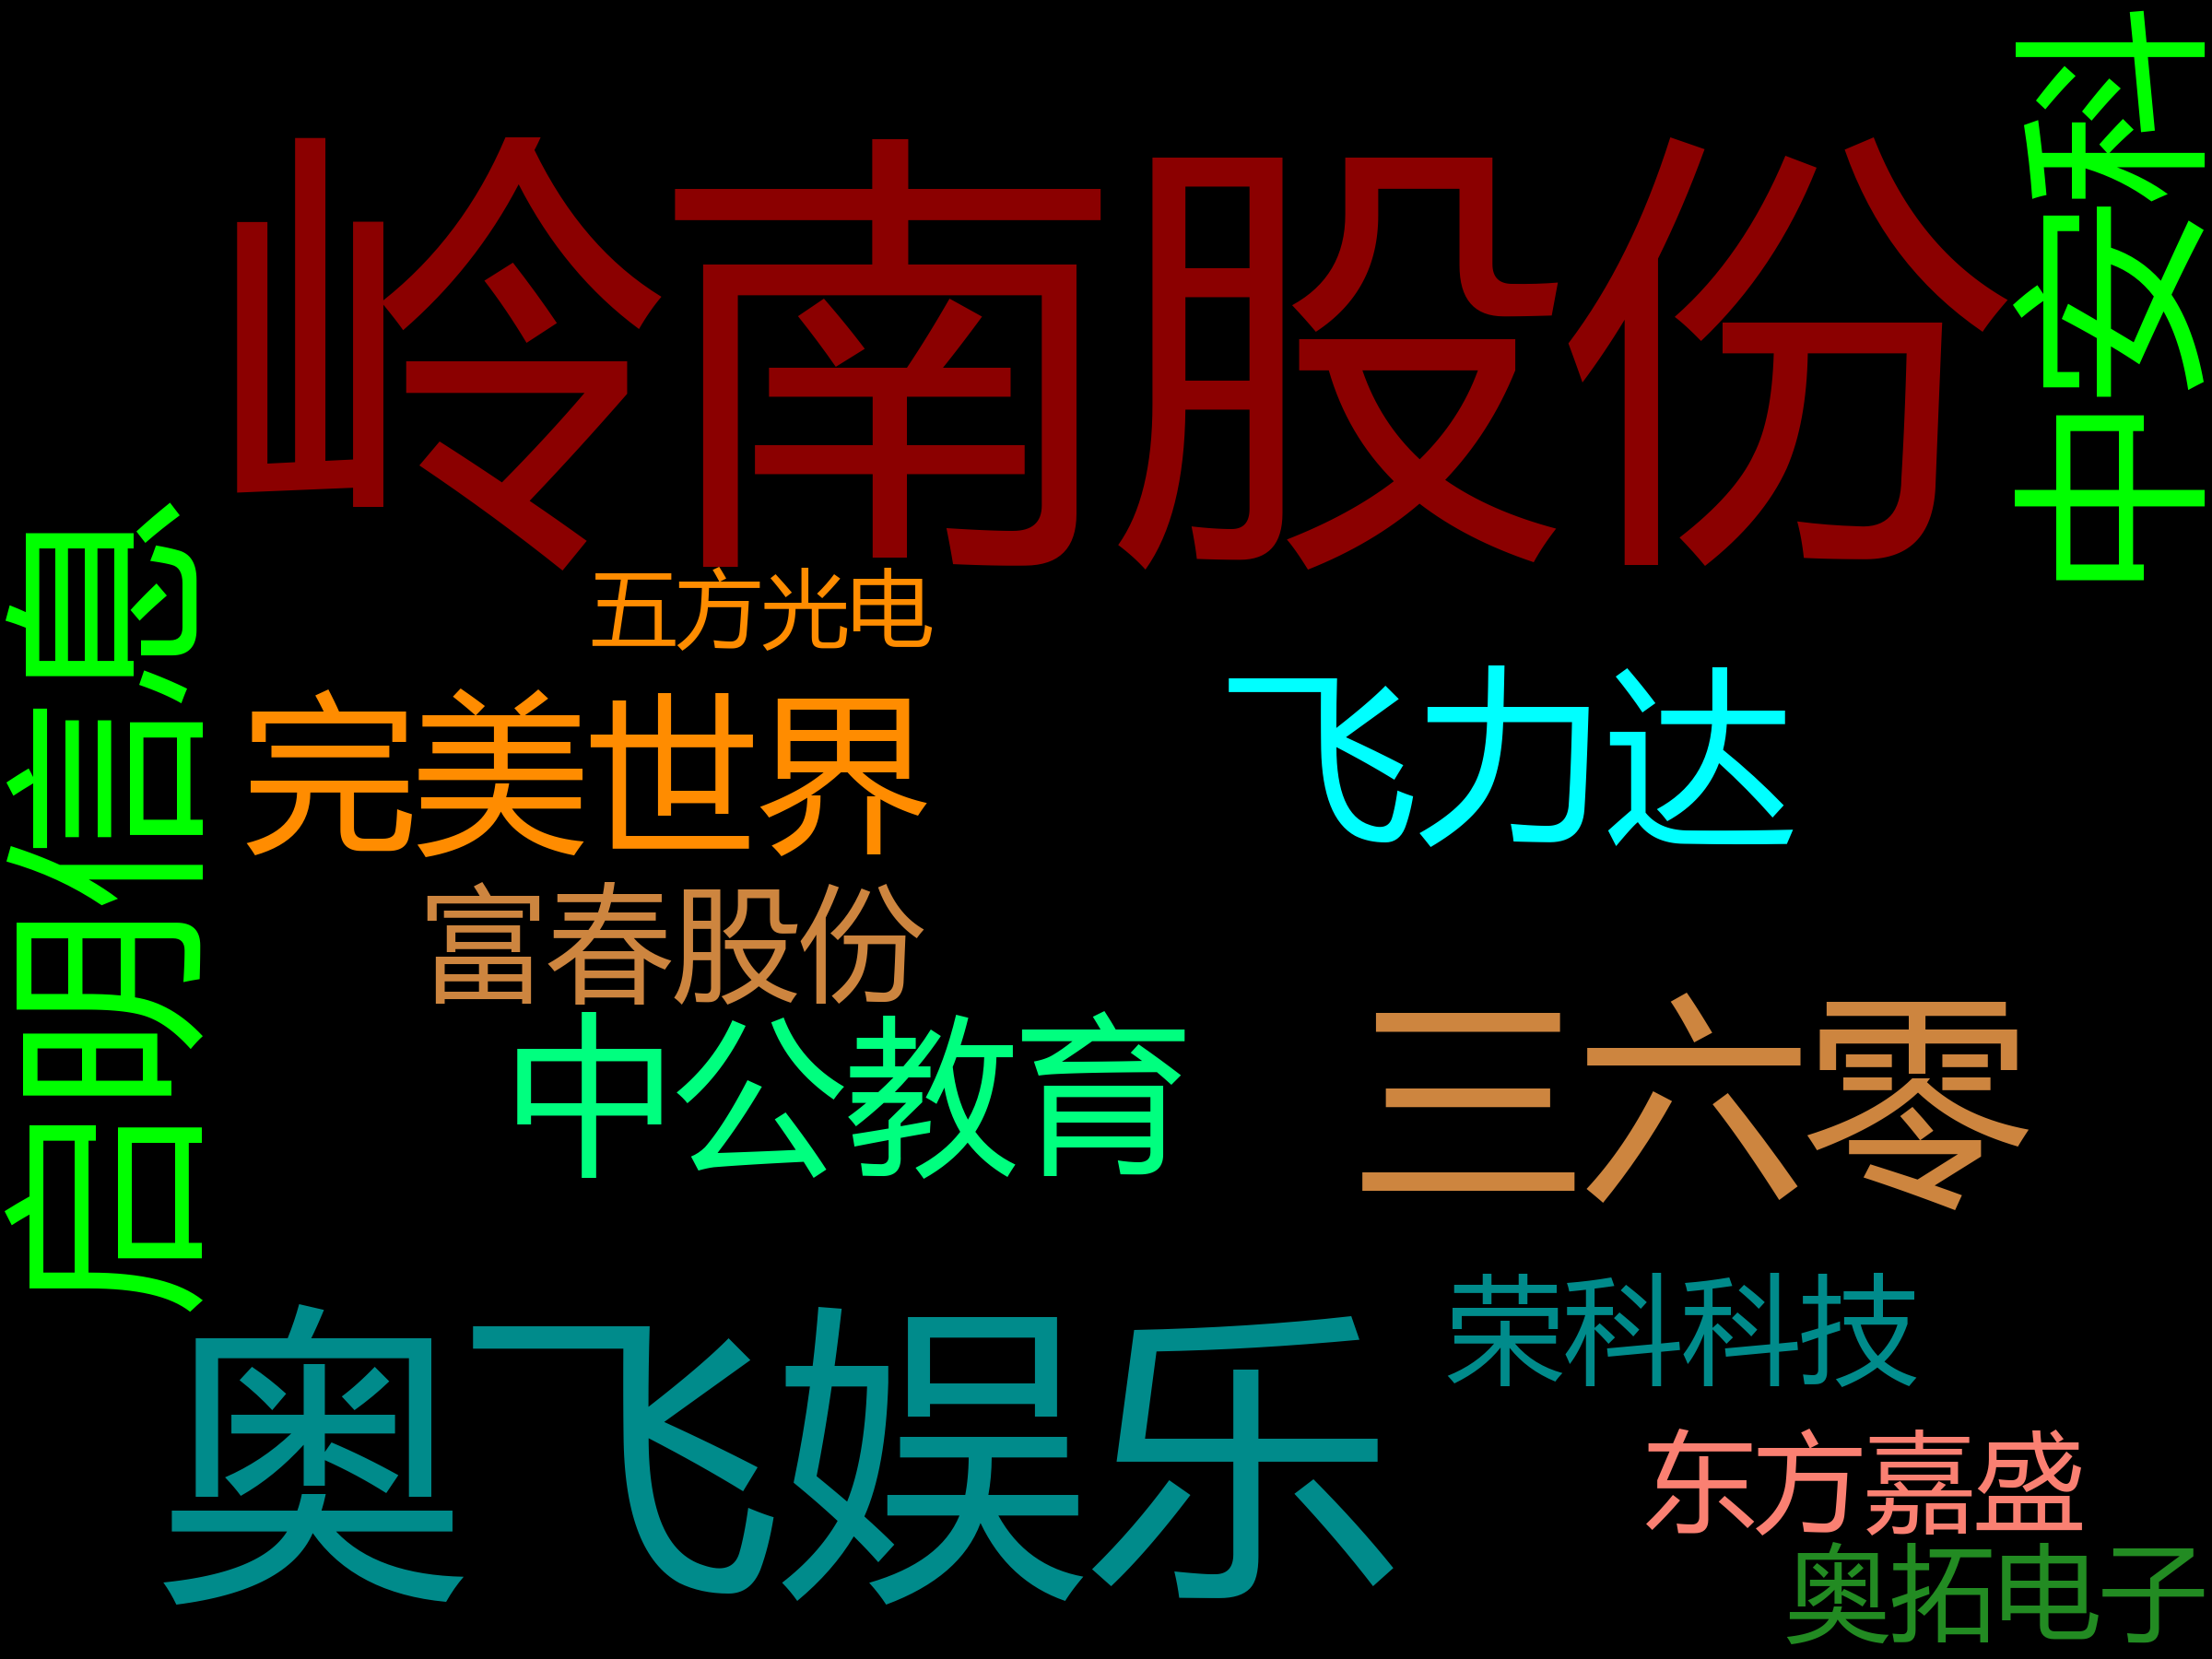 岭南股份
中安科
五方光电
启明信息
完美世界
飞力达
富春股份
中公教育
三六零
荣科科技
奥飞娱乐
东方嘉盛
奥拓电子